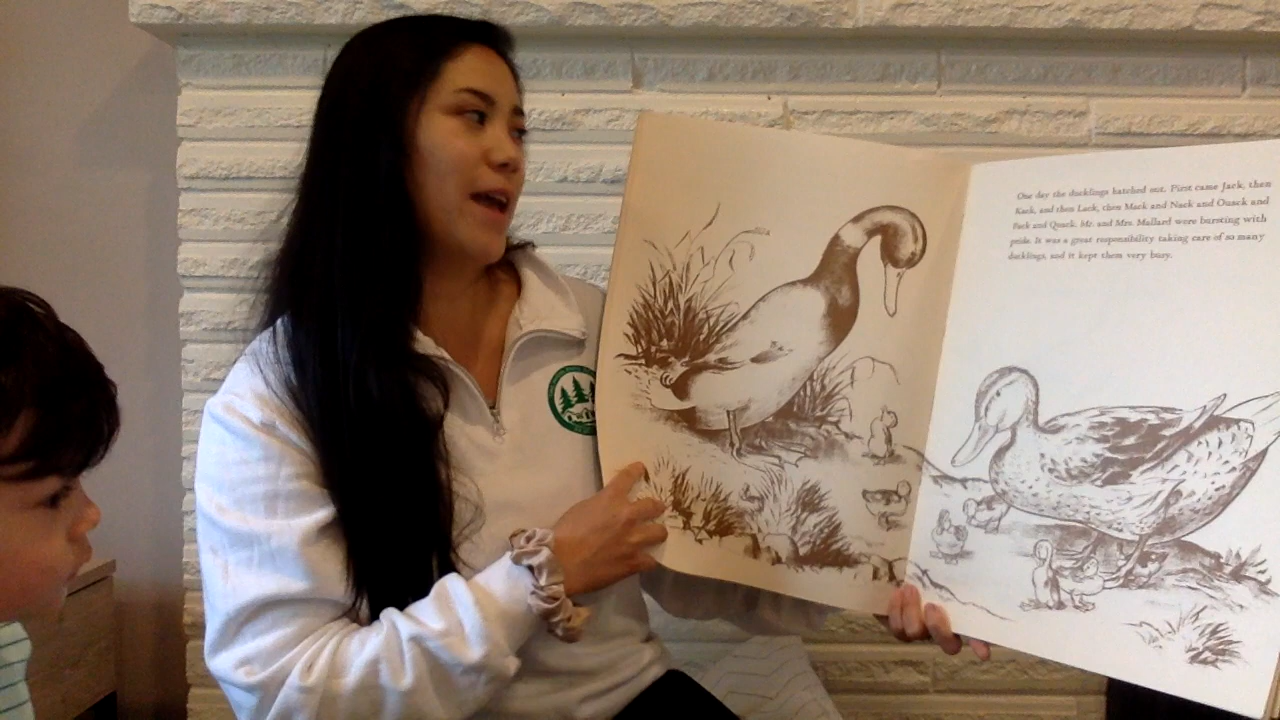 One day the ducklings hatched out. First came Jack, then
Kack, and then Lack, then Mack and Nack and Ouack and
Pack and Quack. Mr. and Mrs. Mallard were bursting with
pride. It was a great responsibility taking care of so many
ducklings, and it kept them very busy.